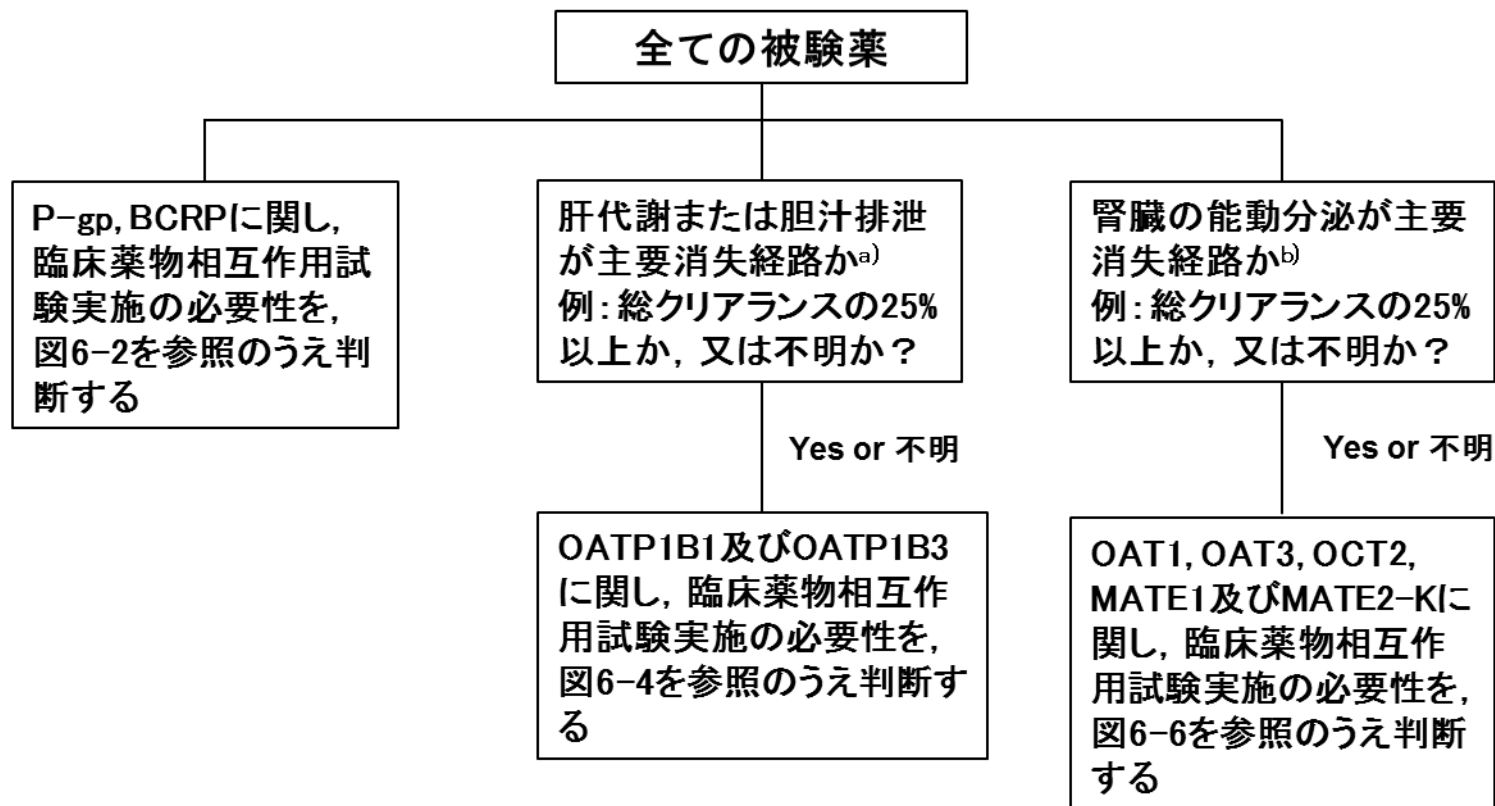 全ての被験薬
P-gp, BCRPに関し,
臨床薬物相互作用試
験実施の必要性を,
図6-2を参照のうえ判
断する
肝代謝または胆汁排泄
が主要消失経路かa)
例：総クリアランスの25%
以上か, 又は不明か？
Yes or 不明
OATP1B1及びOATP1B3
に関し, 臨床薬物相互作
用試験実施の必要性を,
図6-4を参照のうえ判断す
る
腎臓の能動分泌が主要
消失経路かb)
例：総クリアランスの25%
以上か, 又は不明か？
Yes or 不明
OAT1, OAT3, OCT2,
MATE1及びMATE2-Kに
関し, 臨床薬物相互作
用試験実施の必要性を,
図6-6を参照のうえ判断
する